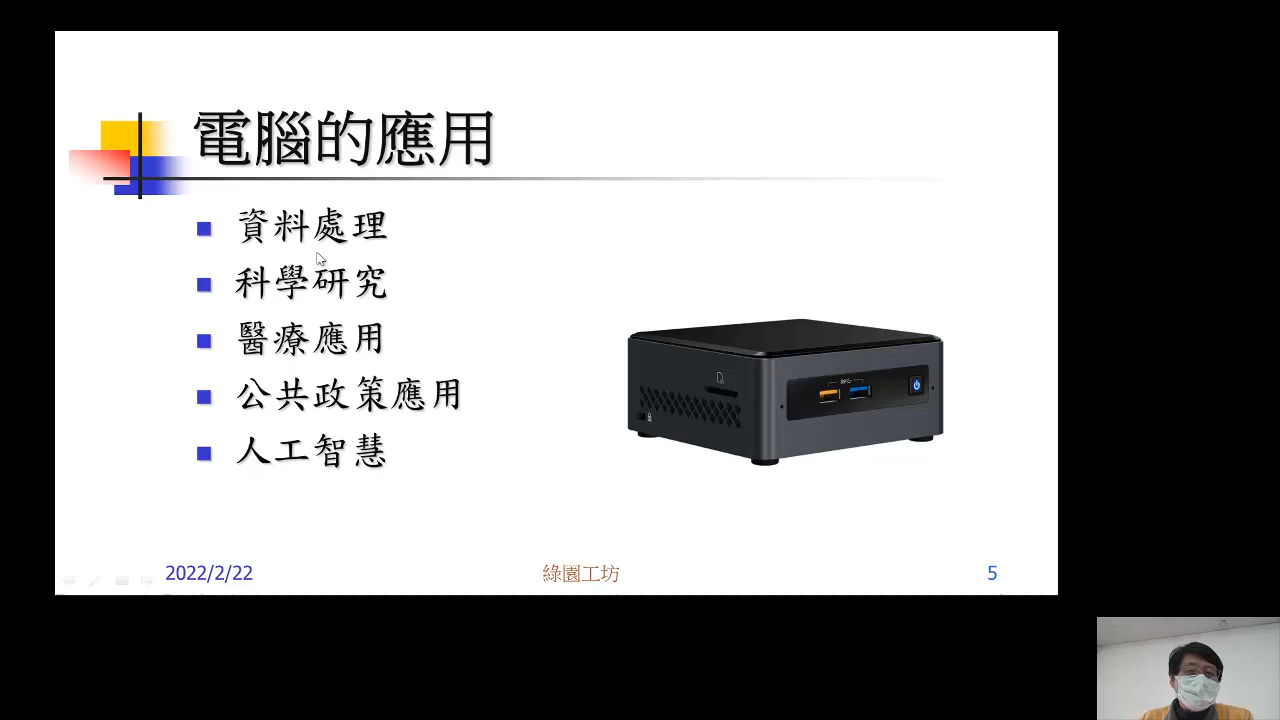 電腦的應用
資料處理
科學研究
醫療應用
公共政策應用
人工智慧
2022/2/22
綠園工坊
5